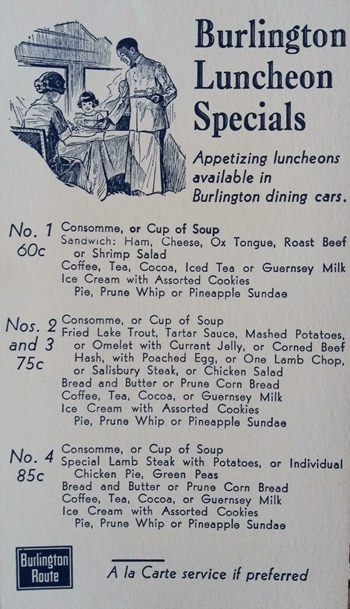 Burlington
Luncheon
Specials
Appetizing luncheons
available in
Burlington dining cars.
No. 1
60c
Consomme, or Cup of Soup
Sandwich: Ham, Cheese, Ox Tongue, Roast Beef
or Shrimp Salad
Coffee, Tea, Cocoa, Iced Tea or Guernsey Milk
Ice Cream with Assorted Cookies
Pie, Prune Whip or Pineapple Sundae
Nos. 2
and 3
75c
Consomme, or Cup of Soup
Fried Lake Trout, Tartar Sauce, Mashed Potatoes,
or Omelet with Currant Jelly, or Corned Beef
Hash, with Poached Egg, or One Lamb Chop,
or Salisbury Steak, or Chicken Salad
Bread and Butter or Prune Corn Bread
Coffee, Tea, Cocoa, or Guernsey Milk
Ice Cream with Assorted Cookies
Pie, Prune Whip or Pineapple Sundae
No. 4
85c
Consomme, or Cup of Soup
Special Lamb Steak with Potatoes, or Individual
Chicken Pie, Green Peas
Bread and Butter or Prune Corn Bread
Coffee, Tea, Cocoa, or Guernsey Milk
Ice Cream with Assorted Cookies
Pie, Prune Whip or Pineapple Sundae
Burlington
Route
A la Carte service if preferred